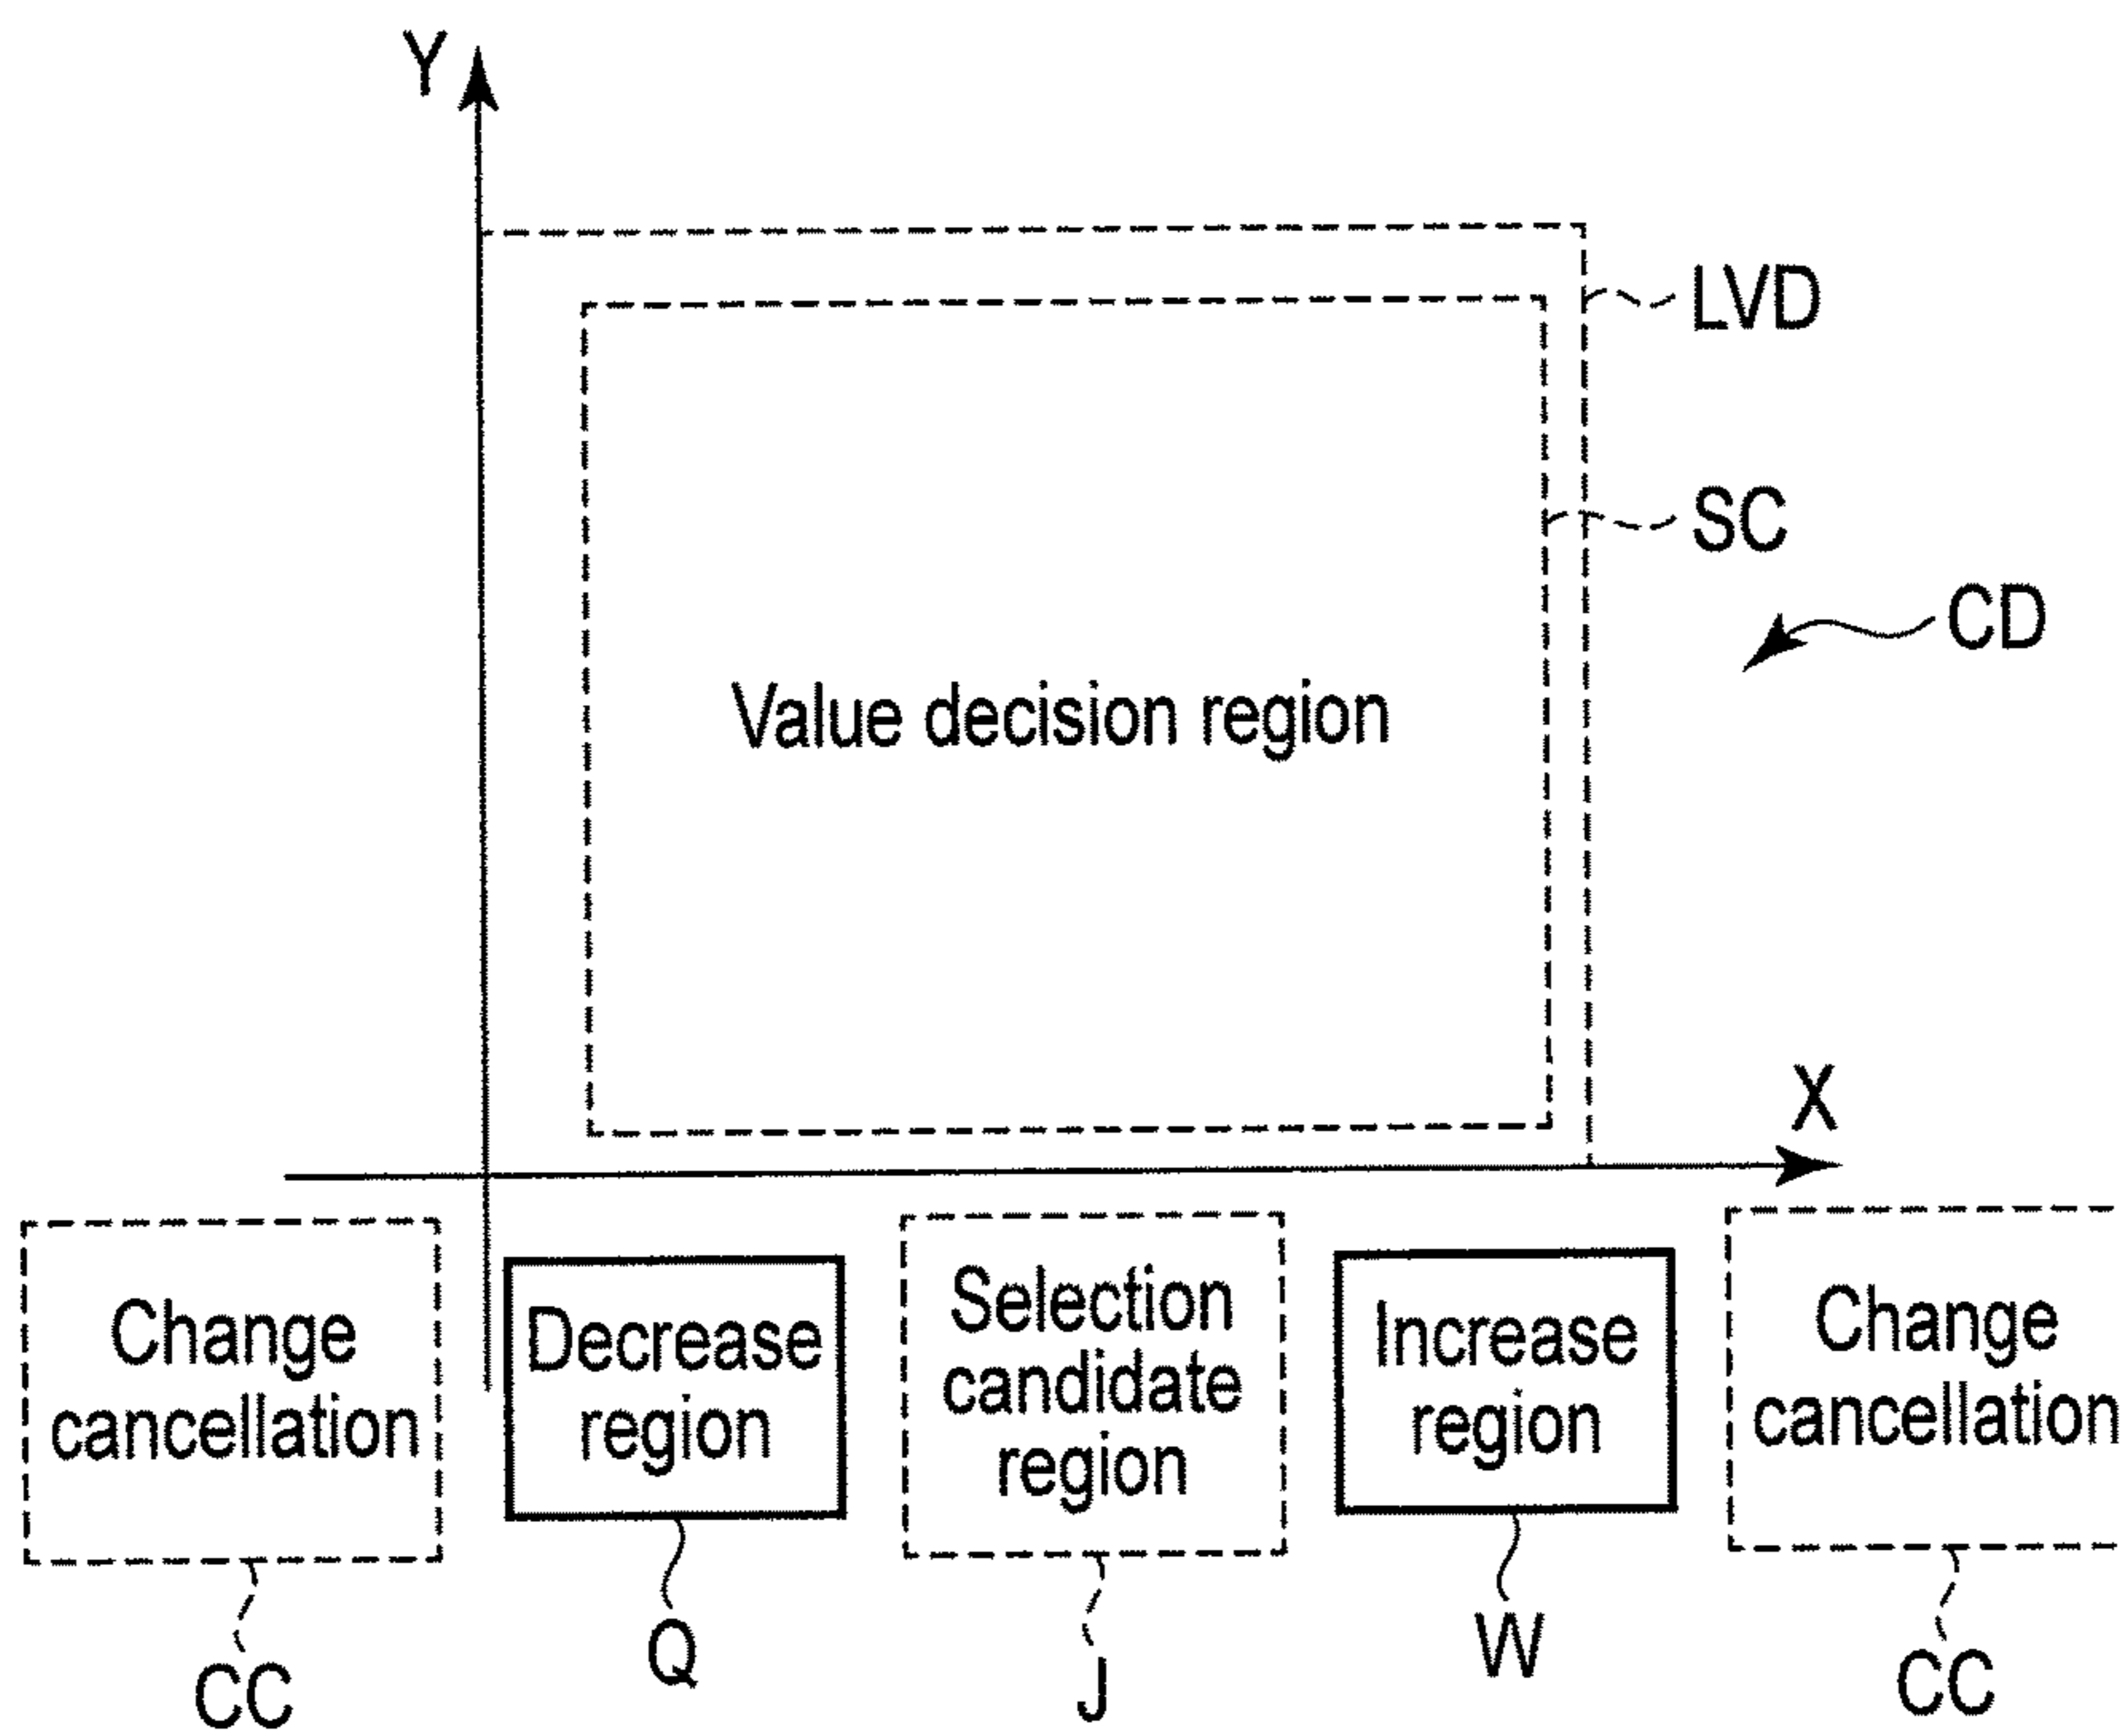 Y
LVD
SC
CD
Value decision region
X
Change
cancellation
Decrease
region
Selection
candidate
region
Increase
region
Change
cancellation
CC
Q
J
W
CC